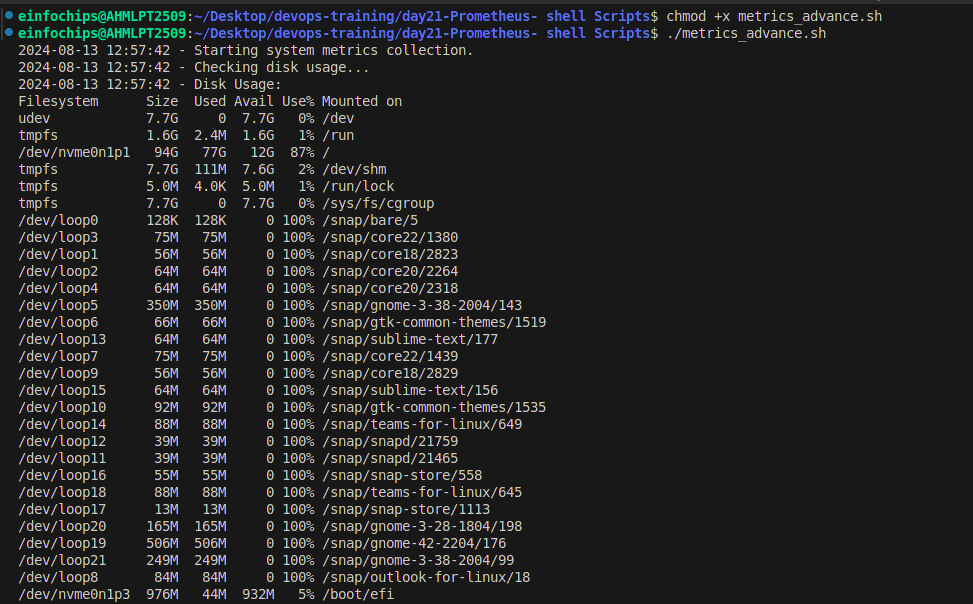 einfochips@AHMLPT2509:~/Desktop/devops-training/day21-Prometheus- shell Scripts$ chmod +x metrics_advance.sh
einfochips@AHMLPT2509:~/Desktop/devops-training/day21-Prometheus- shell Scripts$ ./metrics_advance.sh
2024-08-13 12:57:42 - Starting system metrics collection.
2024-08-13 12:57:42 - Checking disk usage...
2024-08-13 12:57:42 - Disk Usage:
Filesystem      Size  Used Avail Use% Mounted on
udev            7.7G     0  7.7G   0% /dev
tmpfs           1.6G  2.4M  1.6G   1% /run
/dev/nvme0n1p1   94G   77G   12G  87% /
tmpfs           7.7G  111M  7.6G   2% /dev/shm
tmpfs           5.0M  4.0K  5.0M   1% /run/lock
tmpfs           7.7G     0  7.7G   0% /sys/fs/cgroup
/dev/loop0      128K  128K     0 100% /snap/bare/5
/dev/loop3       75M   75M     0 100% /snap/core22/1380
/dev/loop1       56M   56M     0 100% /snap/core18/2823
/dev/loop2       64M   64M     0 100% /snap/core20/2264
/dev/loop4       64M   64M     0 100% /snap/core20/2318
/dev/loop5      350M  350M     0 100% /snap/gnome-3-38-2004/143
/dev/loop6       66M   66M     0 100% /snap/gtk-common-themes/1519
/dev/loop13      64M   64M     0 100% /snap/sublime-text/177
/dev/loop7       75M   75M     0 100% /snap/core22/1439
/dev/loop9       56M   56M     0 100% /snap/core18/2829
/dev/loop15      64M   64M     0 100% /snap/sublime-text/156
/dev/loop10      92M   92M     0 100% /snap/gtk-common-themes/1535
/dev/loop14      88M   88M     0 100% /snap/teams-for-linux/649
/dev/loop12      39M   39M     0 100% /snap/snapd/21759
/dev/loop11      39M   39M     0 100% /snap/snapd/21465
/dev/loop16      55M   55M     0 100% /snap/snap-store/558
/dev/loop18      88M   88M     0 100% /snap/teams-for-linux/645
/dev/loop17      13M   13M     0 100% /snap/snap-store/1113
/dev/loop20     165M  165M     0 100% /snap/gnome-3-28-1804/198
/dev/loop19     506M  506M     0 100% /snap/gnome-42-2204/176
/dev/loop21     249M  249M     0 100% /snap/gnome-3-38-2004/99
/dev/loop8       84M   84M     0 100% /snap/outlook-for-linux/18
/dev/nvme0n1p3  976M   44M  932M   5% /boot/efi